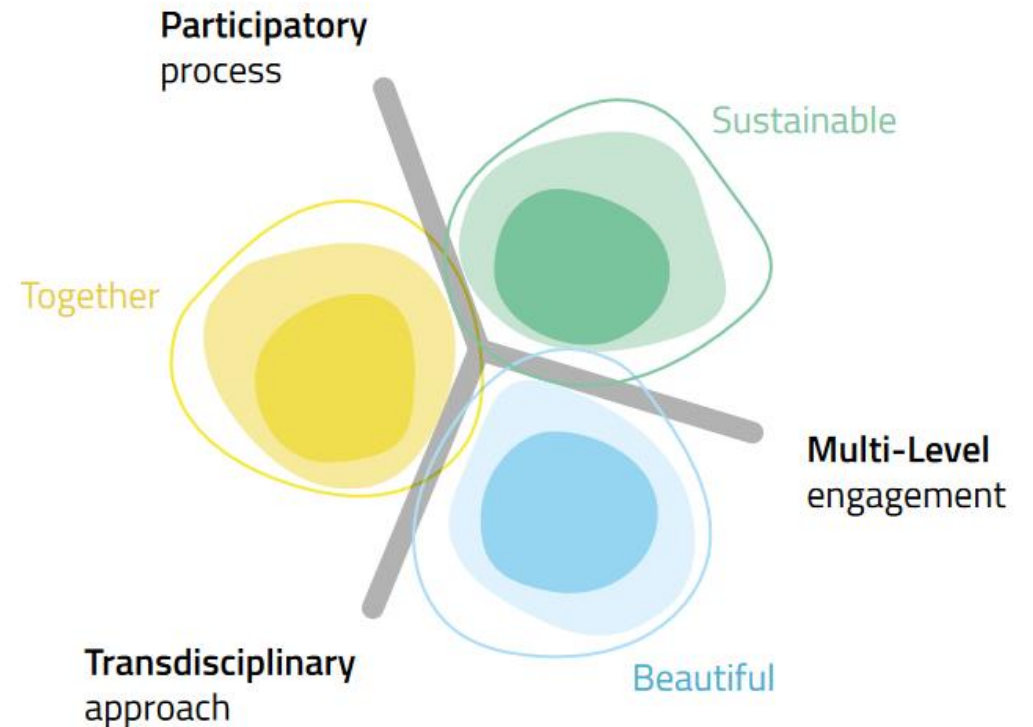 Participatory
process
Sustainable
Together
Multi-Level
engagement
Transdisciplinary
approach
Beautiful